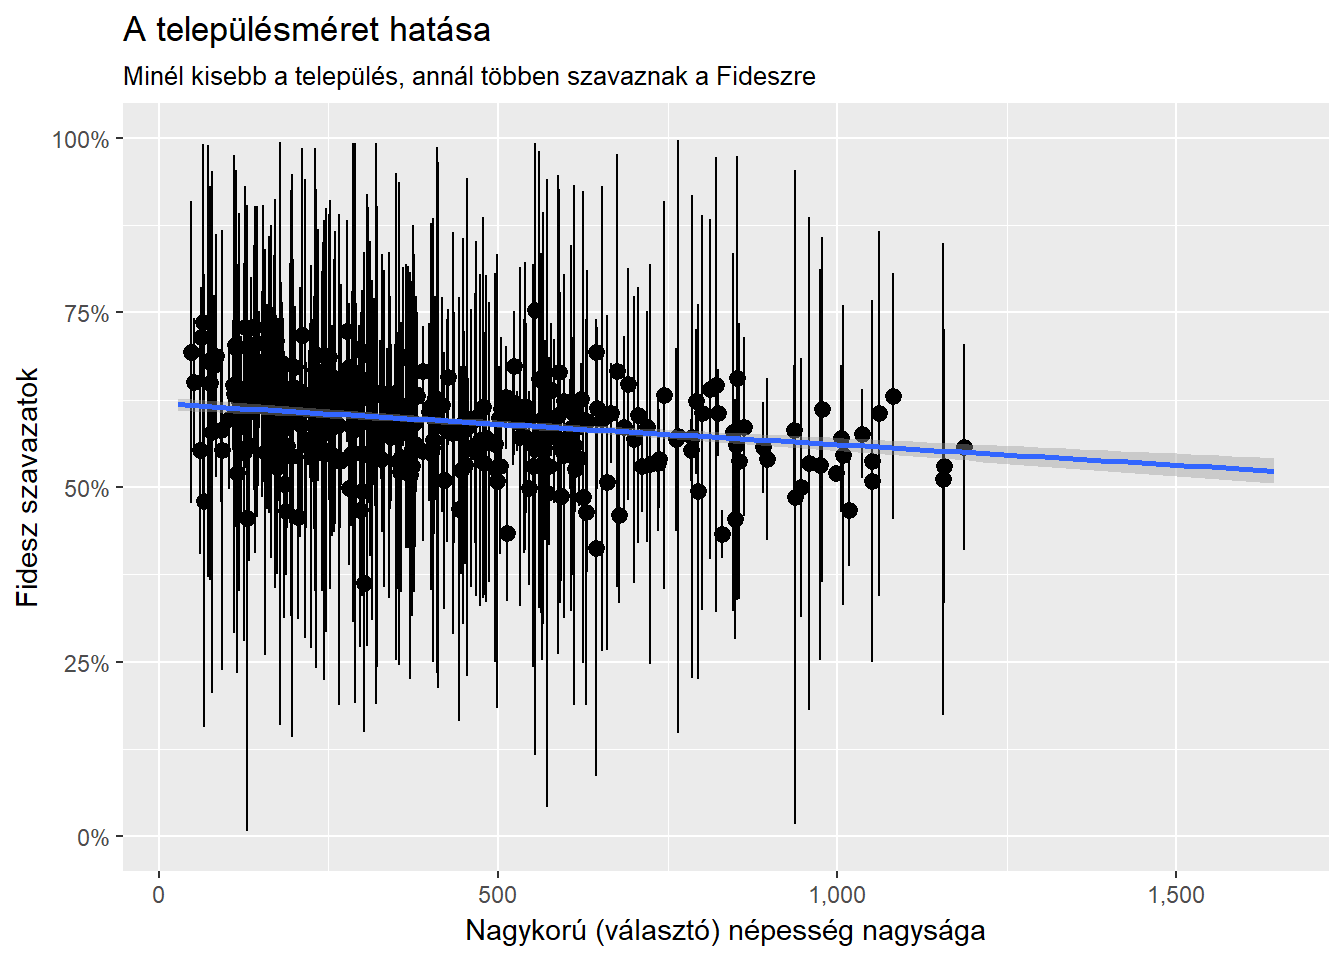 A településméret hatása
Minél kisebb a település, annál többen szavaznak a Fideszre
Fidesz szavazatok
100%
75%
50%
25%
0%
0
500
1,000
1,500
Nagykorú (választó) népesség nagysága